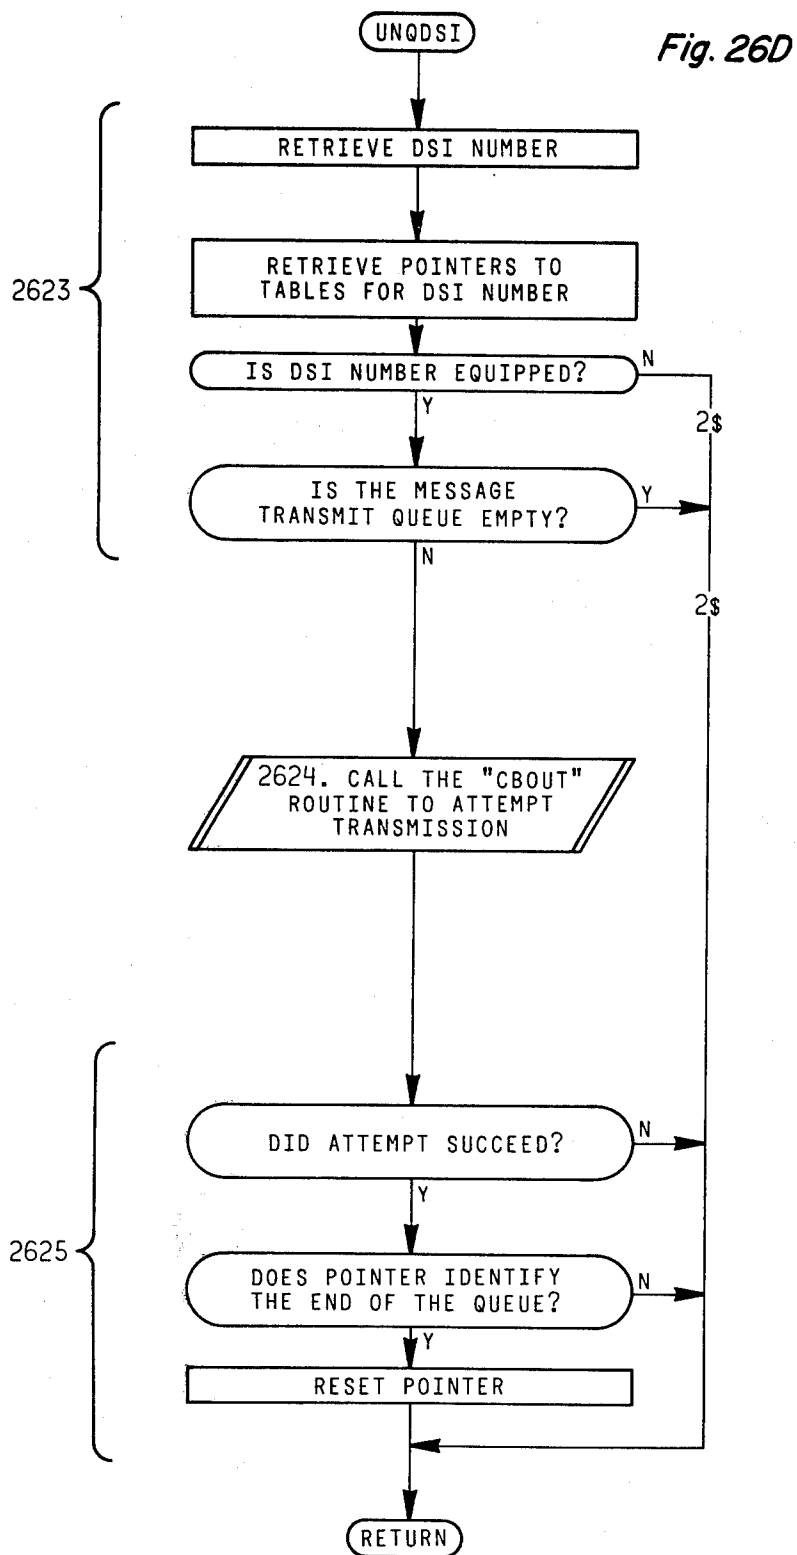 UNQDSI
Fig. 26D
RETRIEVE DSI NUMBER
2623
RETRIEVE POINTERS TO
TABLES FOR DSI NUMBER
IS DSI NUMBER EQUIPPED?
N
Y
2$
IS THE MESSAGE
TRANSMIT QUEUE EMPTY?
Y
N
2$
2624. CALL THE "CBOUT"
ROUTINE TO ATTEMPT
TRANSMISSION
DID ATTEMPT SUCCEED?
N
Y
2625
DOES POINTER IDENTIFY
THE END OF THE QUEUE?
N
Y
RESET POINTER
RETURN